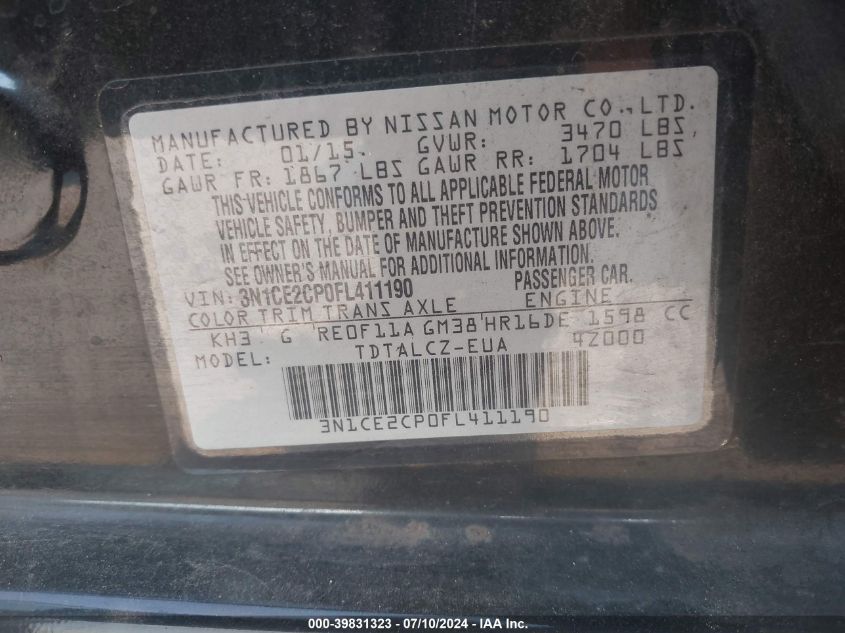 MANUFACTURED BY NISSAN MOTOR CO., LTD.
DATE: 01/15 GVWR: 3470 LBS,
GAWR FR: 1867 LBS GAWR RR: 1704 LBS
THIS VEHICLE CONFORMS TO ALL APPLICABLE FEDERAL MOTOR
VEHICLE SAFETY, BUMPER AND THEFT PREVENTION STANDARDS
IN EFFECT ON THE DATE OF MANUFACTURE SHOWN ABOVE.
SEE OWNER'S MANUAL FOR ADDITIONAL INFORMATION
VIN: 3N1CE2CP0FL411190 PASSENGER CAR.
COLOR TRIM TRANS AXLE ENGINE
KH3 G RE0F11A GM38 HR16DE 1598 CC
MODEL: TDTALCZ-EUA 4Z000
3N1CE2CP0FL411190
000-39831323 - 07/10/2024 - IAAI.com